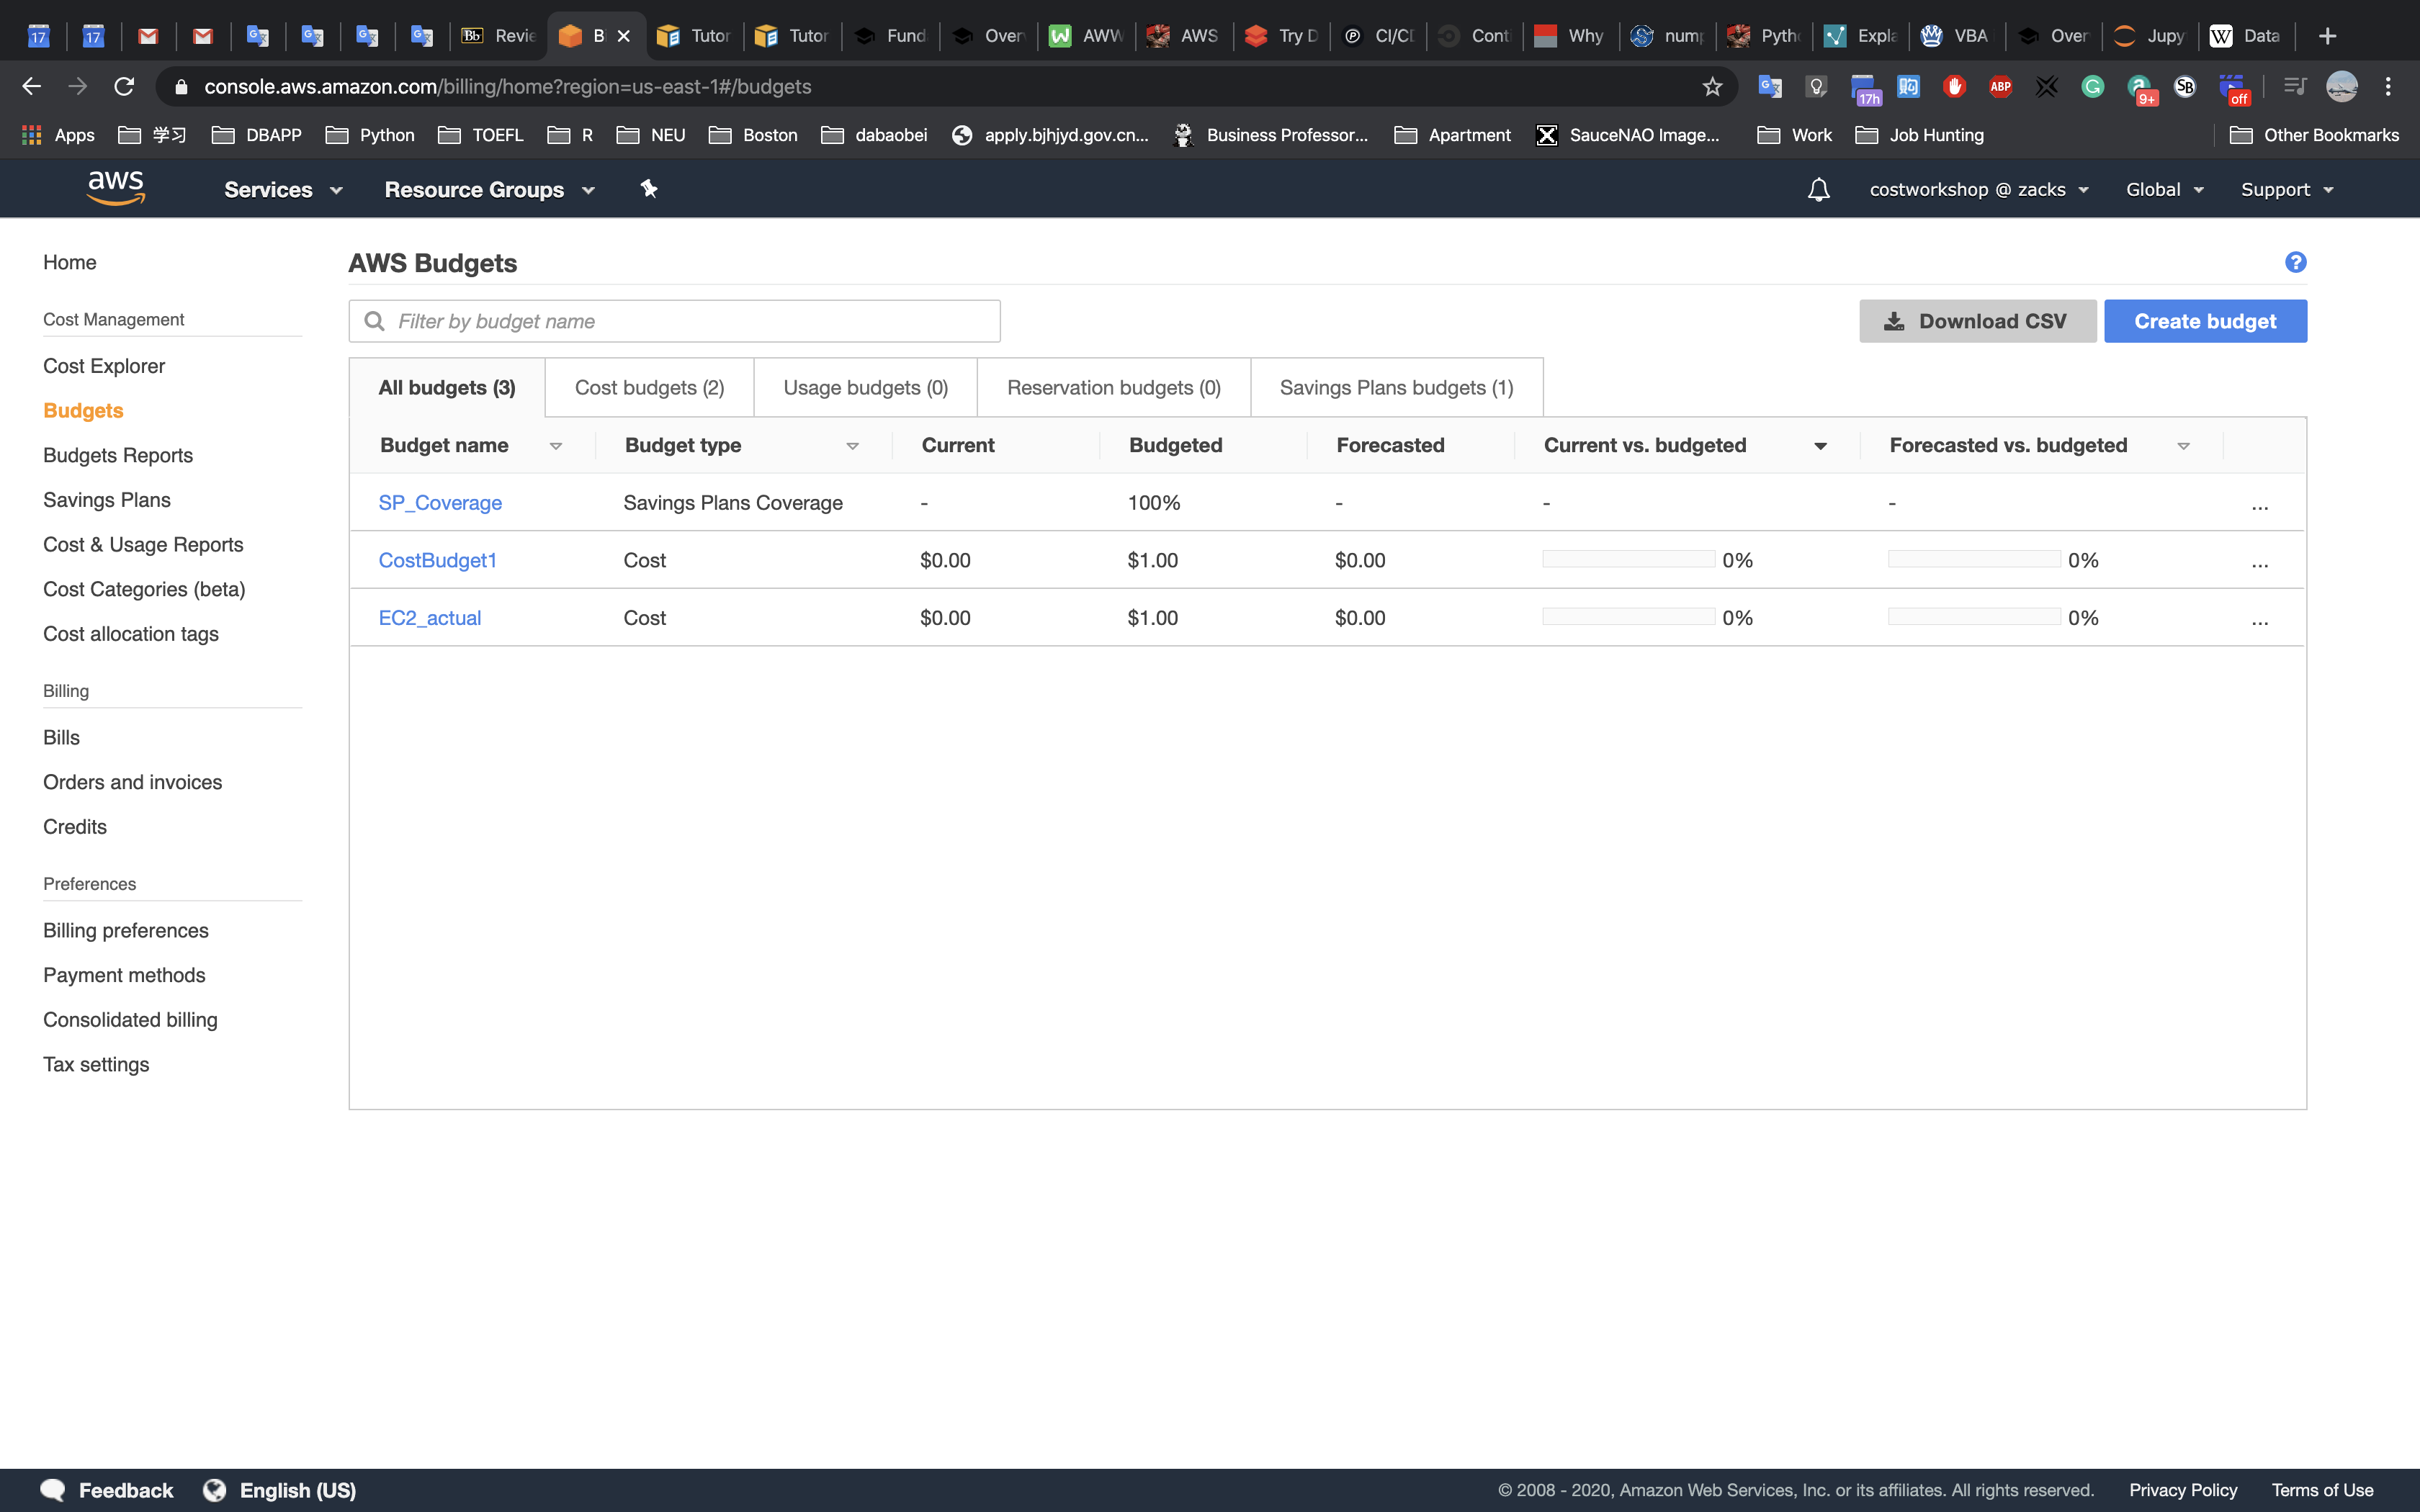 17 17 Revie B Tutor Tutor Fund Over AWW AWS Try D CI/CD Cont Why num Pytho Expla VBA Over Jupy Data
console.aws.amazon.com/billing/home?region=us-east-1#/budgets
17h ABP 9+ SB off
Apps 学习 DBAPP Python TOEFL R NEU Boston dabaobei apply.bjhjyd.gov.cn... Business Professor... Apartment SauceNAO Image... Work Job Hunting Other Bookmarks
aws Services Resource Groups costworkshop @ zacks Global Support
Home
Cost Management
Cost Explorer
Budgets
Budgets Reports
Savings Plans
Cost & Usage Reports
Cost Categories (beta)
Cost allocation tags
Billing
Bills
Orders and invoices
Credits
Preferences
Billing preferences
Payment methods
Consolidated billing
Tax settings
AWS Budgets
Filter by budget name
Download CSV Create budget
All budgets (3) Cost budgets (2) Usage budgets (0) Reservation budgets (0) Savings Plans budgets (1)
Budget name Budget type Current Budgeted Forecasted Current vs. budgeted Forecasted vs. budgeted
SP_Coverage Savings Plans Coverage - 100% - - - ...
CostBudget1 Cost $0.00 $1.00 $0.00 0% 0% ...
EC2_actual Cost $0.00 $1.00 $0.00 0% 0% ...
Feedback English (US) © 2008 - 2020, Amazon Web Services, Inc. or its affiliates. All rights reserved. Privacy Policy Terms of Use